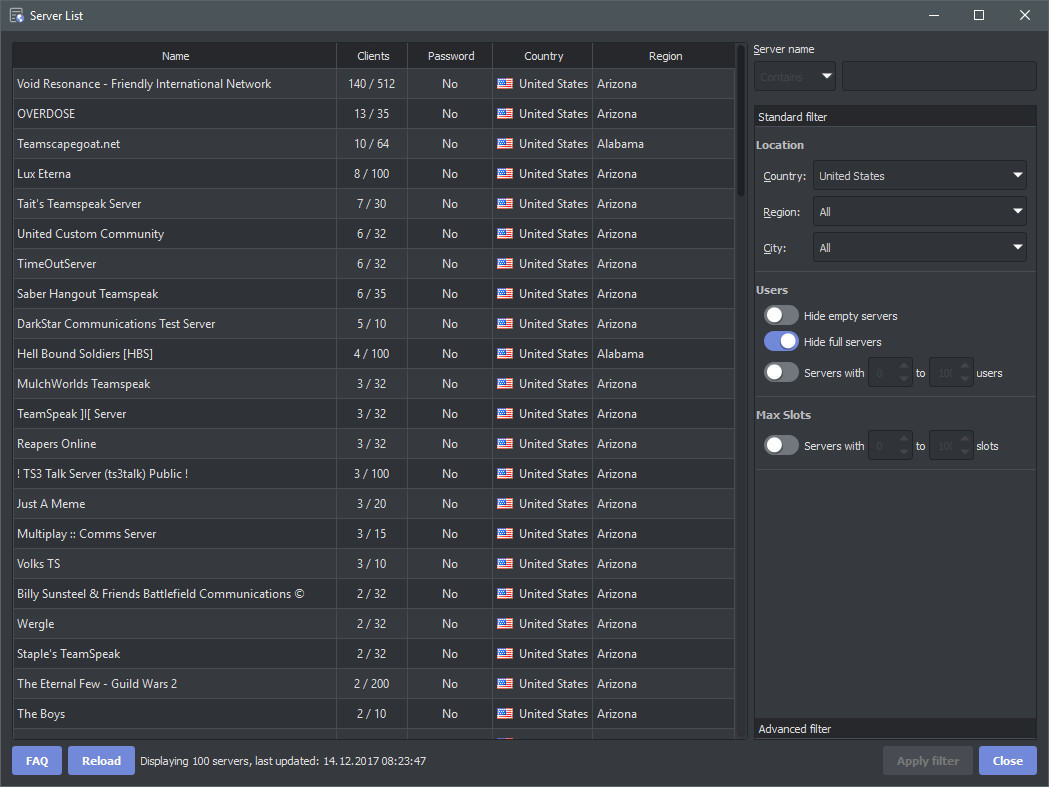 Server List
Name Clients Password Country Region
Void Resonance - Friendly International Network 140 / 512 No United States Arizona
OVERDOSE 13 / 35 No United States Arizona
Teamscapegoat.net 10 / 64 No United States Alabama
Lux Eterna 8 / 100 No United States Arizona
Tait's Teamspeak Server 7 / 30 No United States Arizona
United Custom Community 6 / 32 No United States Arizona
TimeOutServer 6 / 32 No United States Arizona
Saber Hangout Teamspeak 6 / 35 No United States Arizona
DarkStar Communications Test Server 5 / 10 No United States Arizona
Hell Bound Soldiers [HBS] 4 / 100 No United States Alabama
MulchWorlds Teamspeak 3 / 32 No United States Arizona
TeamSpeak ]I[ Server 3 / 32 No United States Arizona
Reapers Online 3 / 32 No United States Arizona
! TS3 Talk Server (ts3talk) Public ! 3 / 100 No United States Arizona
Just A Meme 3 / 20 No United States Arizona
Multiplay :: Comms Server 3 / 15 No United States Arizona
Volks TS 3 / 10 No United States Arizona
Billy Sunsteel & Friends Battlefield Communications © 2 / 32 No United States Arizona
Wergle 2 / 32 No United States Arizona
Staple's TeamSpeak 2 / 32 No United States Arizona
The Eternal Few - Guild Wars 2 2 / 200 No United States Arizona
The Boys 2 / 10 No United States Arizona
Server name
Contains
Standard filter
Location
Country: United States
Region: All
City: All
Users
Hide empty servers
Hide full servers
Servers with 0 to users
Max Slots
Servers with 0 to slots
Advanced filter
FAQ Reload Displaying 100 servers, last updated: 14.12.2017 08:23:47 Apply filter Close